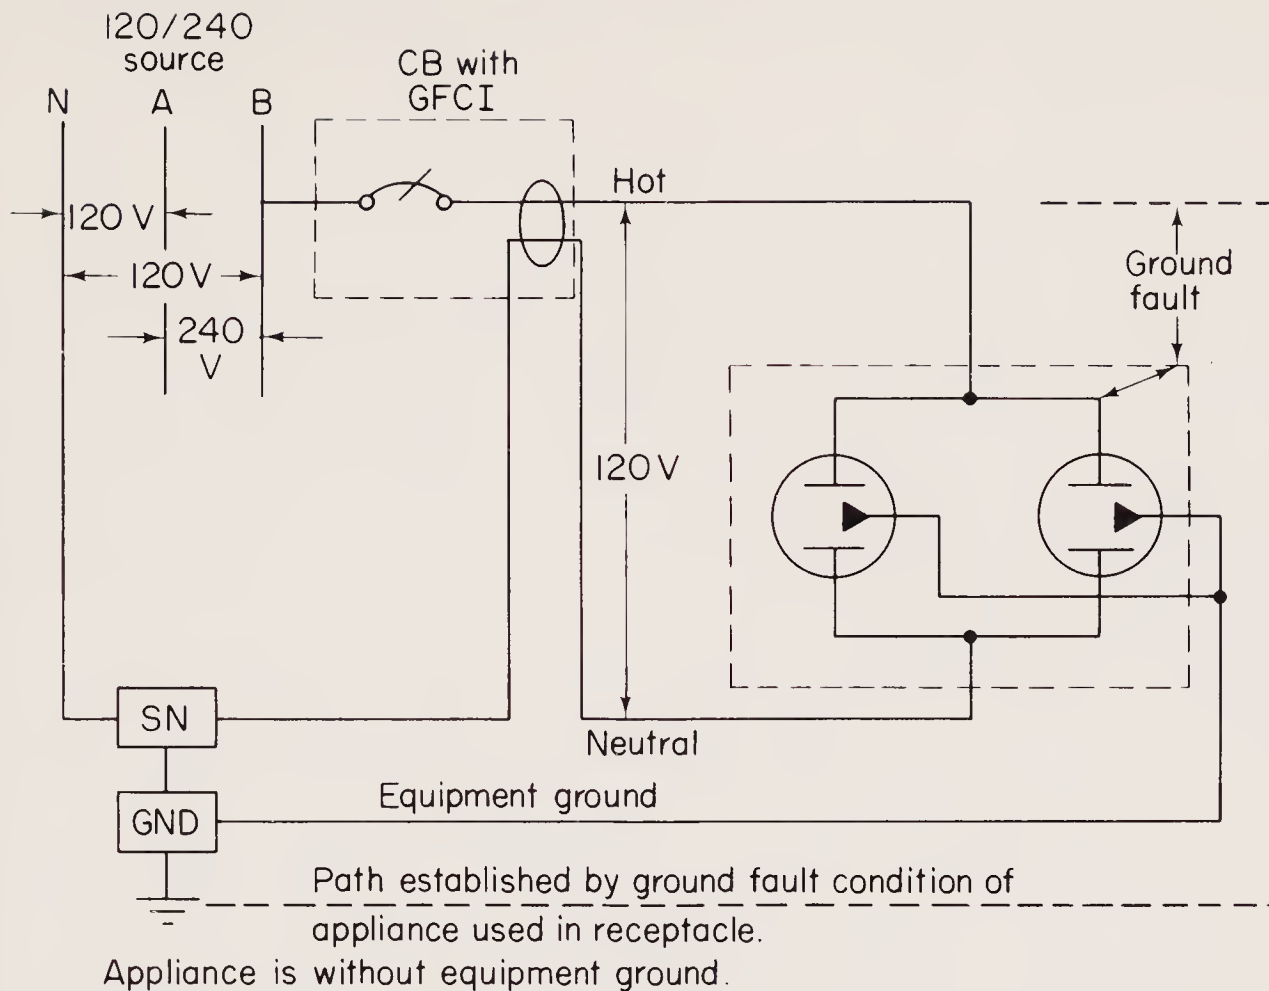 120/240
source
N
A
B
CB with
GFCI
Hot
120 V
120 V
240
V
Ground
fault
120 V
SN
Neutral
GND
Equipment ground
Path established by ground fault condition of
appliance used in receptacle.
Appliance is without equipment ground.